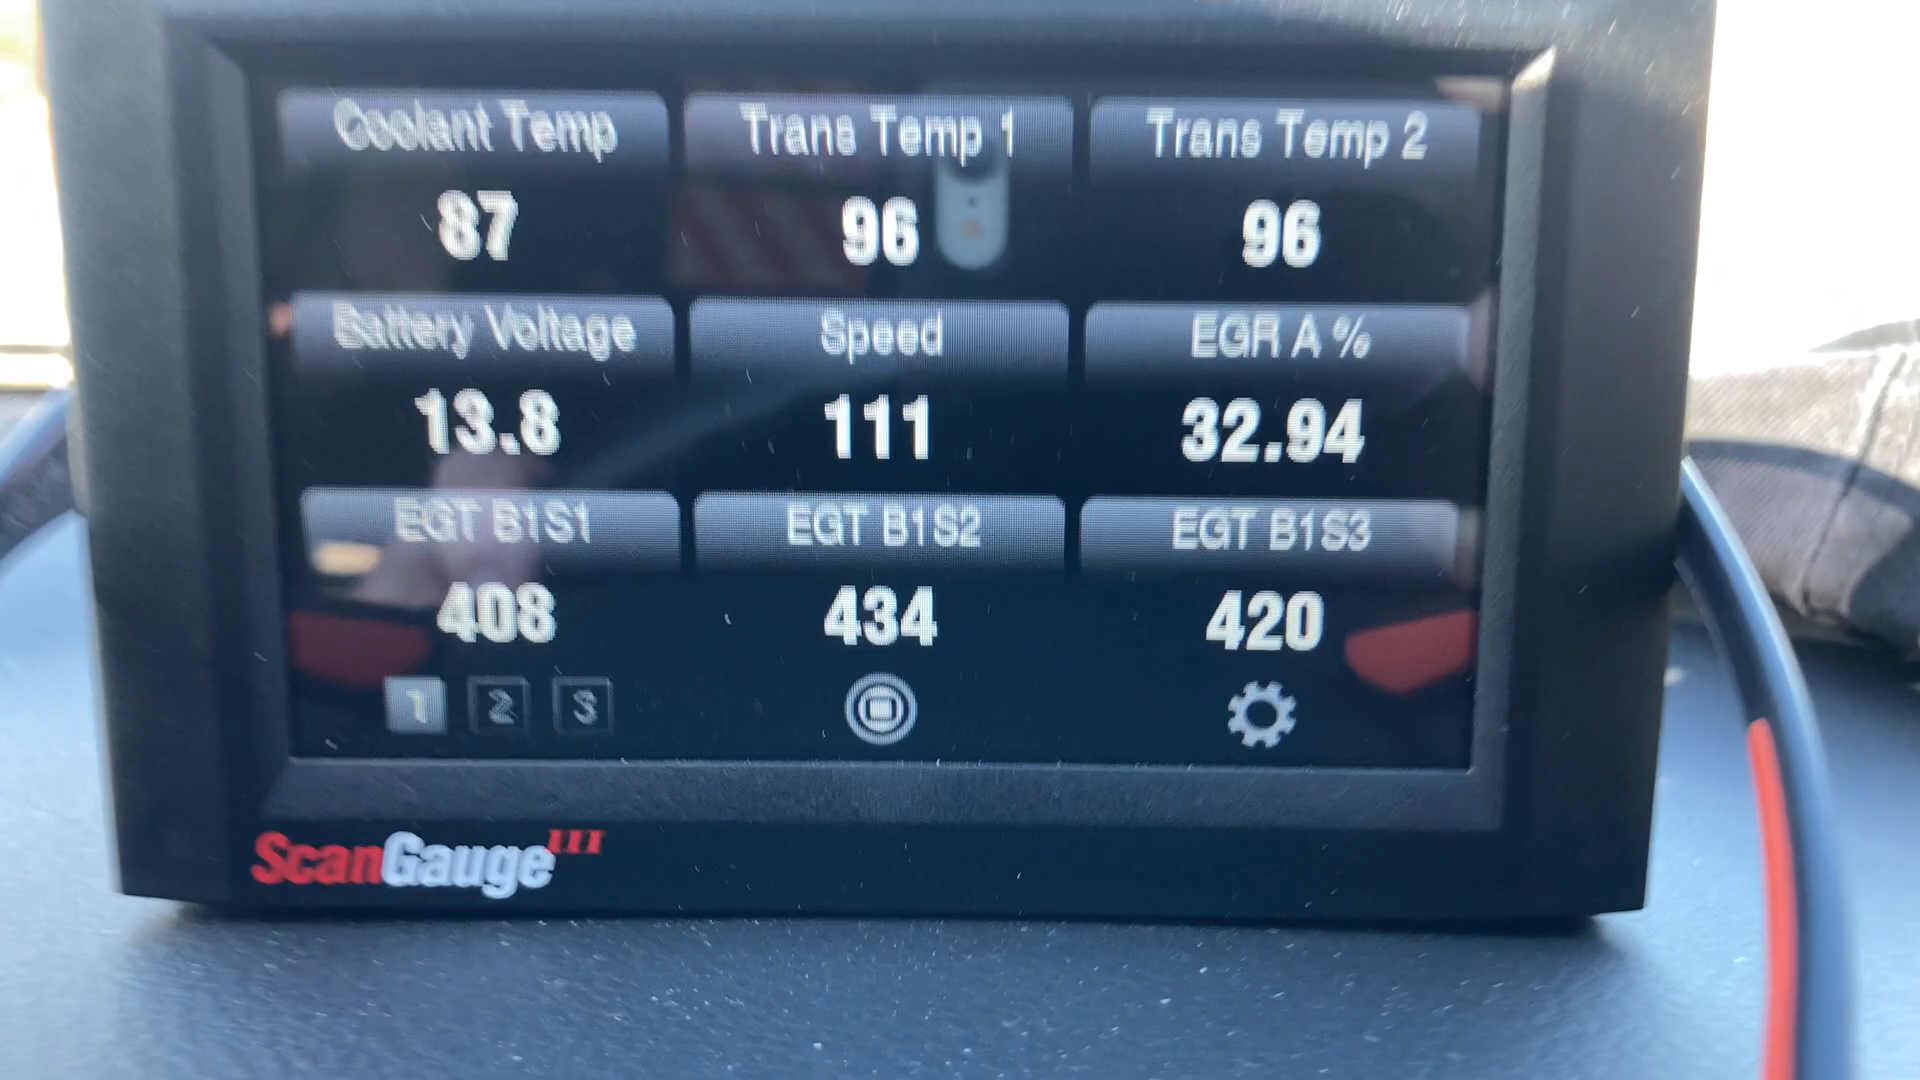 Coolant Temp Trans Temp 1 Trans Temp 2
87 96 96
Battery Voltage Speed EGR A %
13.8 111 32.94
EGT B1S1 EGT B1S2 EGT B1S3
408 434 420
1 2 3
ScanGauge III